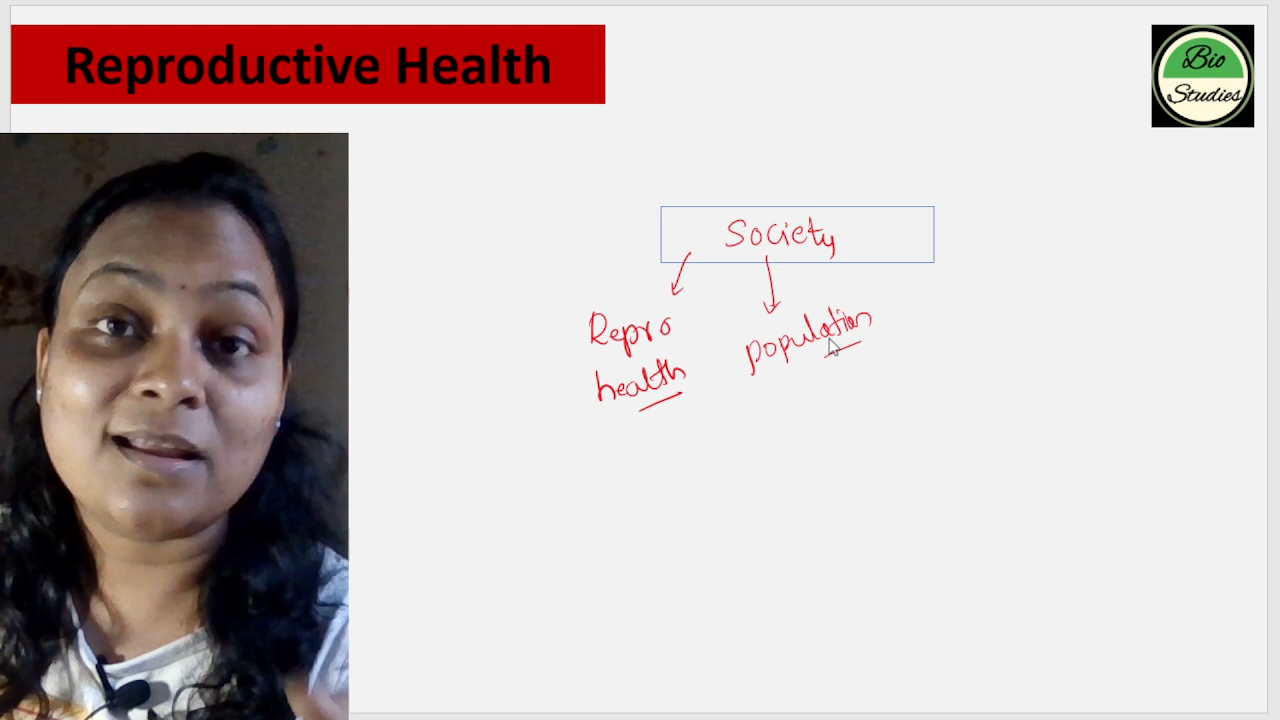 Reproductive Health
Bio
Studies
Society
Repro
health
population